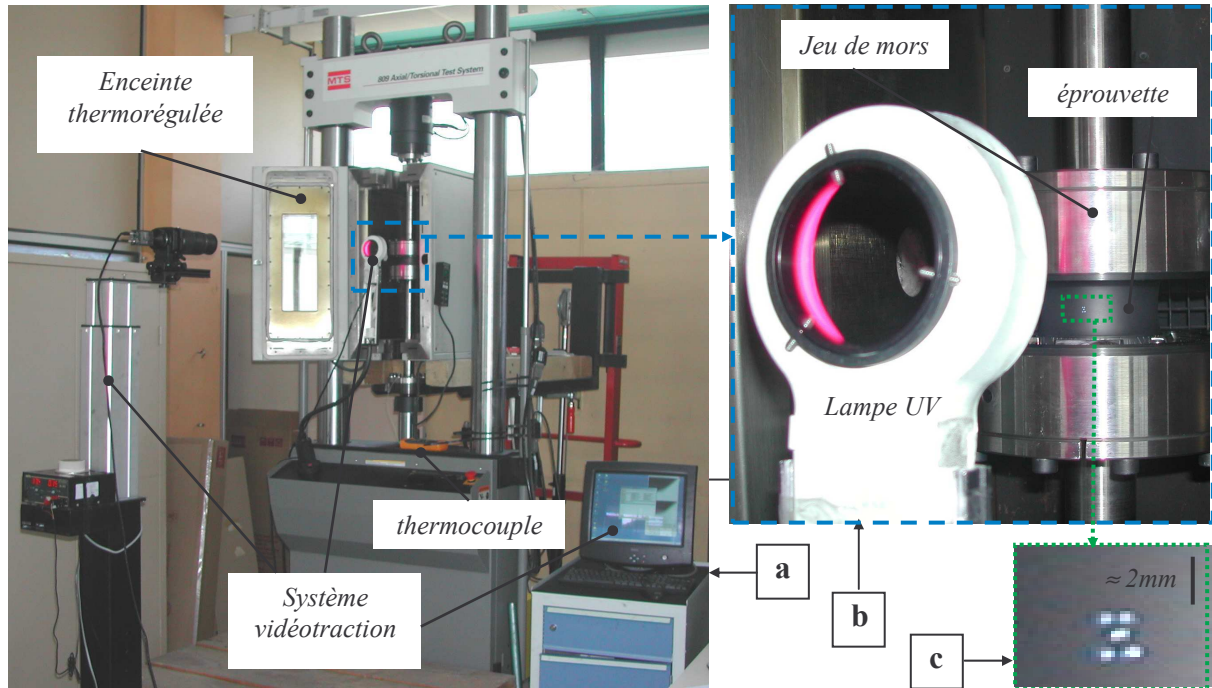 Enceinte
thermorégulée
MTS
809 Axial/Torsional Test System
thermocouple
Système
vidéotraction
Jeu de mors
éprouvette
Lampe UV
a
b
c
≈ 2mm